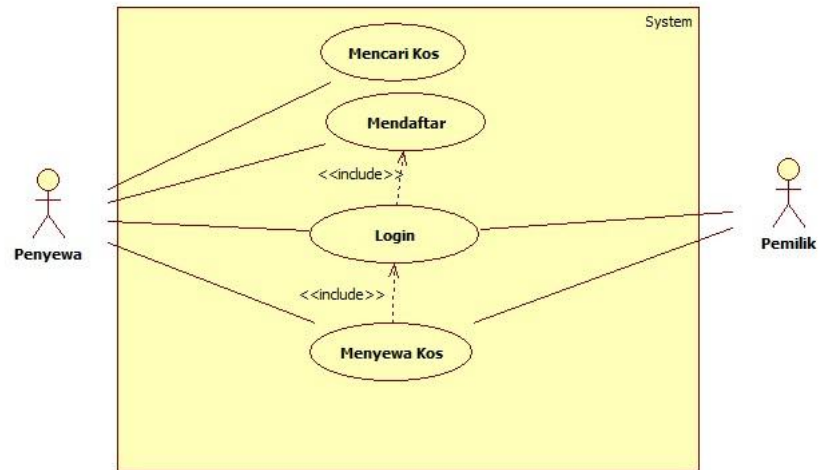 System
Mencari Kos
Mendaftar
<<include>>
Penyewa
Login
Pemilik
<<include>>
Menyewa Kos